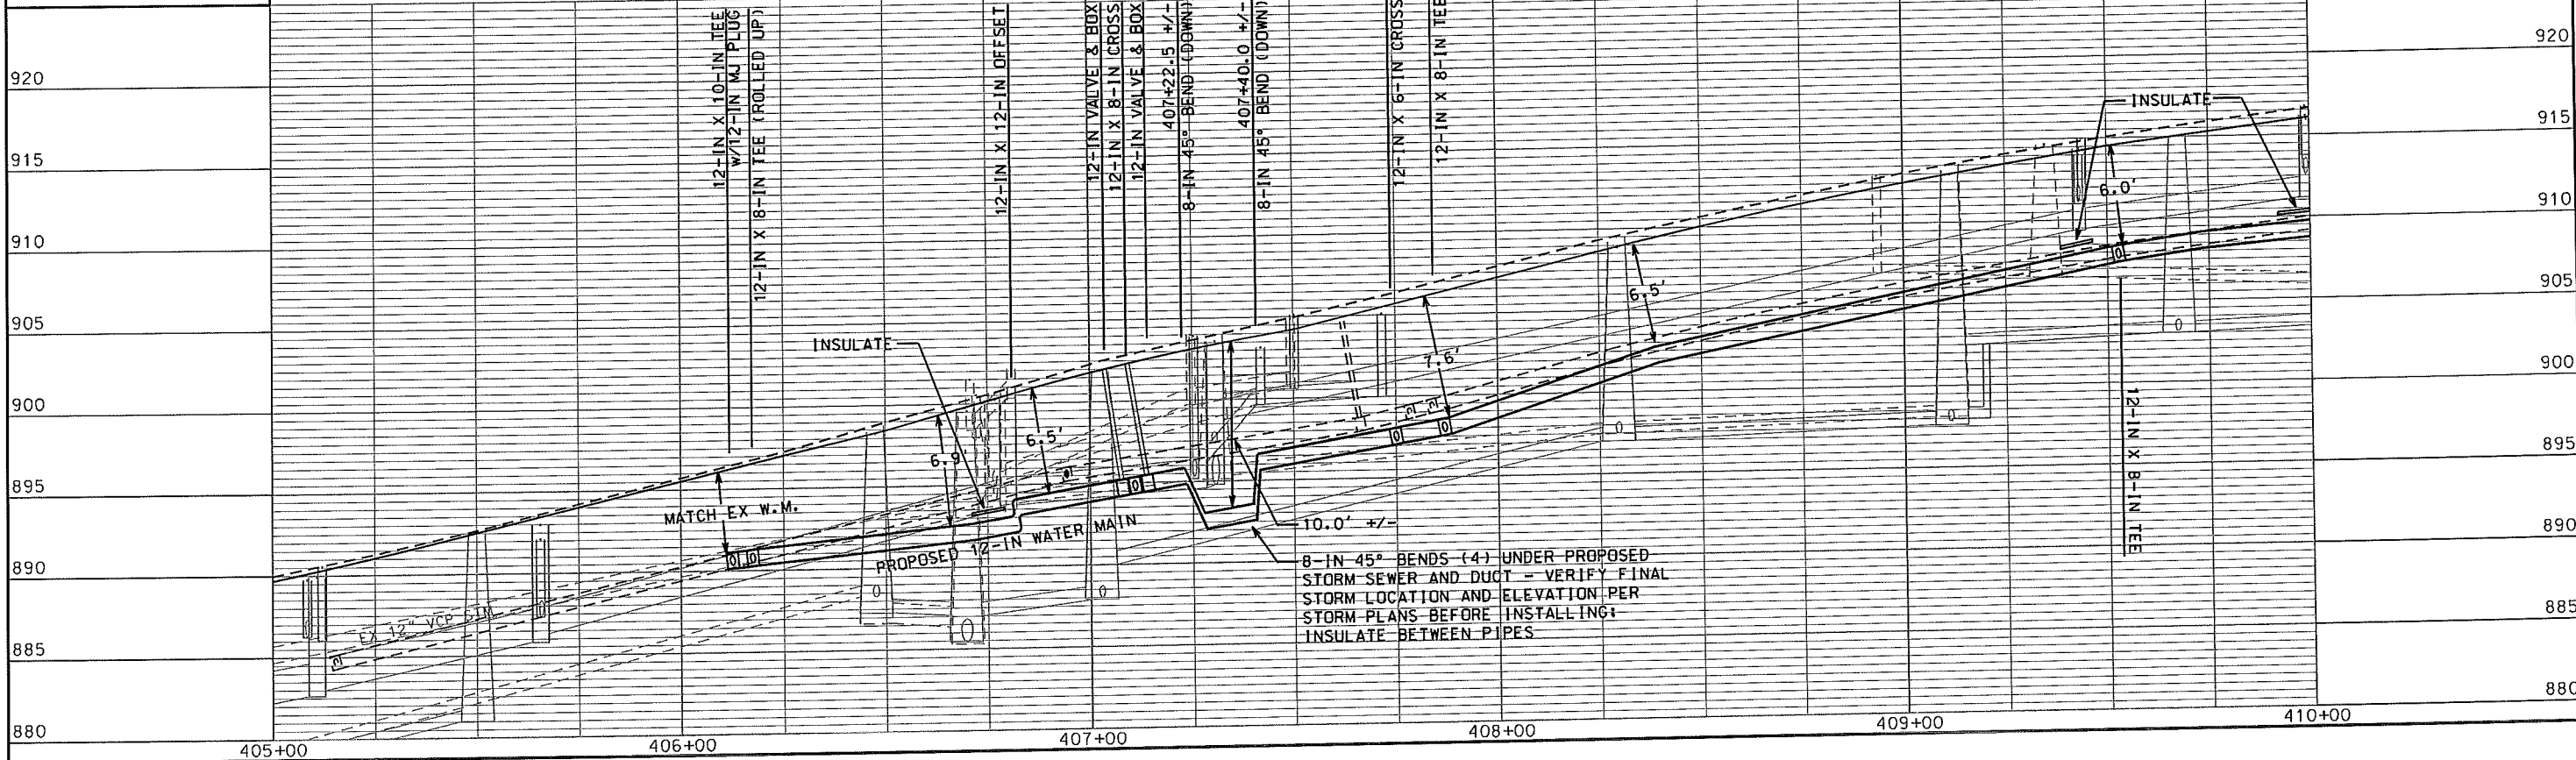 12-IN X 10-IN TEE
W/12-IN MJ PLUG
12-IN X 8-IN TEE (ROLLED UP)
12-IN X 12-IN OFFSET
12-IN VALVE & BOX
12-IN X 8-IN CROSS
12-IN VALVE & BOX
407+22.5 +/-
8-IN 45° BEND (DOWN)
407+40.0 +/-
8-IN 45° BEND (DOWN)
12-IN X 6-IN CROSS
12-IN X 8-IN TEE
920
920
INSULATE
915
915
6.0'
910
910
6.5'
905
905
INSULATE
7.6'
900
900
6.5'
6.9'
895
895
MATCH EX W.M.
10.0' +/-
PROPOSED 12-IN WATER MAIN
12-IN X 8-IN TEE
890
890
8-IN 45° BENDS (4) UNDER PROPOSED
STORM SEWER AND DUCT - VERIFY FINAL
STORM LOCATION AND ELEVATION PER
STORM PLANS BEFORE INSTALLING;
INSULATE BETWEEN PIPES
EX 12" VCP STM
885
885
880
880
405+00
406+00
407+00
408+00
409+00
410+00